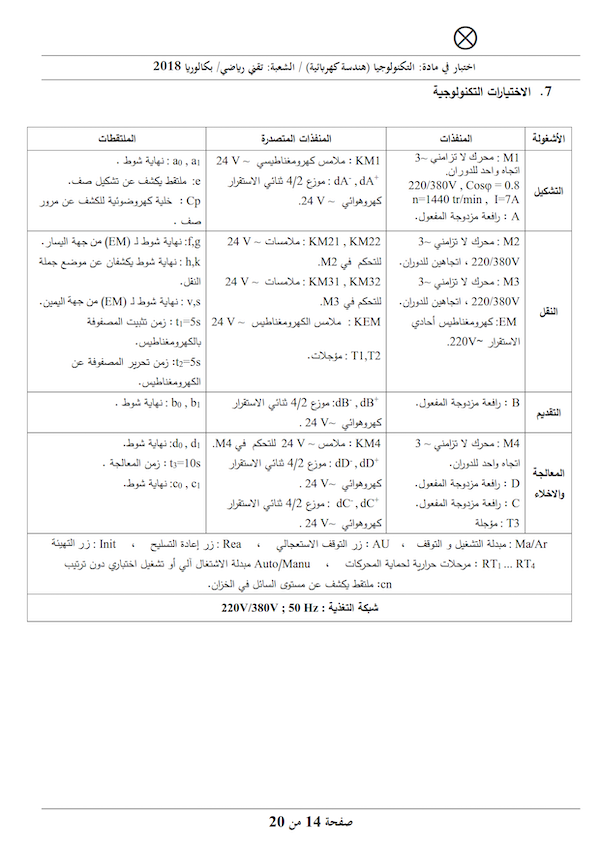 اختبار في مادة: التكنولوجيا (هندسة كهربائية) / الشعبة: تقني رياضي/ بكالوريا 2018
7. الاختيارات التكنولوجية
الأشغولة المنفذات المنفذات المتصدرة الملتقطات
التشكيل
M1 : محرك لا تزامني ~3
اتجاه واحد للدوران.
220/380V , Cosφ = 0.8
n=1440 tr/min , I=7A
A : رافعة مزدوجة المفعول.
KM1 : ملامس كهرومغناطيسي ~ 24 V
dA⁻ , dA⁺ : موزع 4/2 ثنائي الاستقرار
كهروهوائي ~ 24 V.
a0 , a1 : نهاية شوط .
e: ملتقط يكشف عن تشكيل صف.
Cp : خلية كهروضوئية للكشف عن مرور
صف .
النقل
M2 : محرك لا تزامني ~3
220/380V ، اتجاهين للدوران.
M3 : محرك لا تزامني ~3
220/380V ، اتجاهين للدوران.
EM: كهرومغناطيس أحادي
الاستقرار ~220V.
KM21 , KM22 : ملامسات ~ 24 V
للتحكم في M2.
KM31 , KM32 : ملامسات ~ 24 V
للتحكم في M3.
KEM : ملامس الكهرومغناطيس ~ 24 V
T1,T2 : مؤجلات.
f,g: نهاية شوط لـ (EM) من جهة اليسار.
h,k : نهاية شوط يكشفان عن موضع جملة
النقل.
v,s : نهاية شوط لـ (EM) من جهة اليمين.
t1=5s : زمن تثبيت المصفوفة
بالكهرومغناطيس.
t2=5s: زمن تحرير المصفوفة عن
الكهرومغناطيس.
التقديم
B : رافعة مزدوجة المفعول.
dB⁻ , dB⁺: موزع 4/2 ثنائي الاستقرار
كهروهوائي ~ 24 V .
b0 , b1 : نهاية شوط .
المعالجة
والاخلاء
M4 : محرك لا تزامني ~ 3
اتجاه واحد للدوران.
D : رافعة مزدوجة المفعول.
C : رافعة مزدوجة المفعول.
T3 : مؤجلة
KM4 : ملامس ~ 24 V للتحكم في M4.
dD⁻ , dD⁺ : موزع 4/2 ثنائي الاستقرار
كهروهوائي ~ 24 V .
dC⁻ , dC⁺ : موزع 4/2 ثنائي الاستقرار
كهروهوائي ~ 24 V .
d0 , d1: نهاية شوط.
t3=10s : زمن المعالجة .
c0 , c1: نهاية شوط.
Ma/Ar : مبدلة التشغيل و التوقف ، AU : زر التوقف الاستعجالي ، Rea : زر إعادة التسليح ، Init : زر التهيئة
RT1 ... RT4 : مرحلات حرارية لحماية المحركات ، Auto/Manu مبدلة الاشتغال آلي أو تشغيل اختياري دون ترتيب
cn: ملتقط يكشف عن مستوى السائل في الخزان.
شبكة التغذية : 220V/380V ; 50 Hz
صفحة 14 من 20